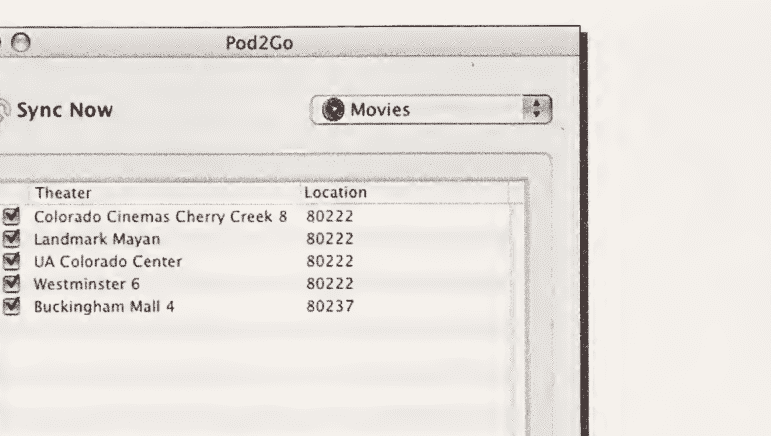 Pod2Go
Sync Now
Movies
Theater Location
Colorado Cinemas Cherry Creek 8 80222
Landmark Mayan 80222
UA Colorado Center 80222
Westminster 6 80222
Buckingham Mall 4 80237